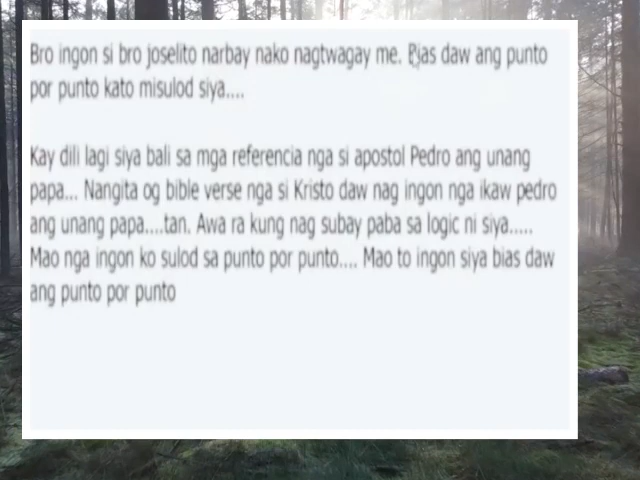 Bro ingon si bro joselito narbay nako nagtwagay me. Bias daw ang punto
por punto kato misulod siya....
Kay dili lagi siya bali sa mga referencia nga si apostol Pedro ang unang
papa... Nangita og bible verse nga si Kristo daw nag ingon nga ikaw pedro
ang unang papa....tan. Awa ra kung nag subay paba sa logic ni siya.....
Mao nga ingon ko sulod sa punto por punto.... Mao to ingon siya bias daw
ang punto por punto